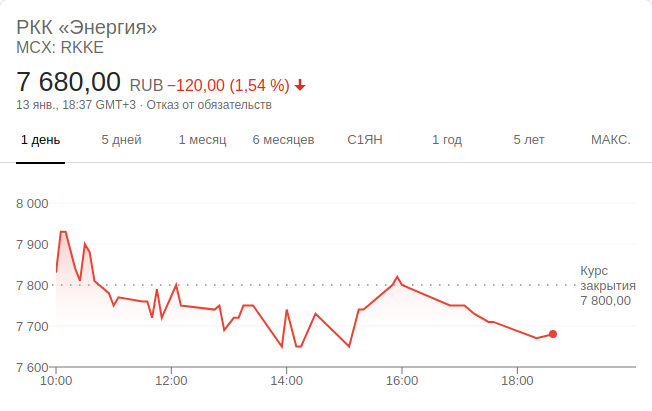 РКК «Энергия»
MCX: RKKE
7 680,00 RUB −120,00 (1,54 %)
13 янв., 18:37 GMT+3 · Отказ от обязательств
1 день 5 дней 1 месяц 6 месяцев С1ЯН 1 год 5 лет МАКС.
8 000
7 900
7 800
7 700
7 600
Курс
закрытия
7 800,00
10:00 12:00 14:00 16:00 18:00